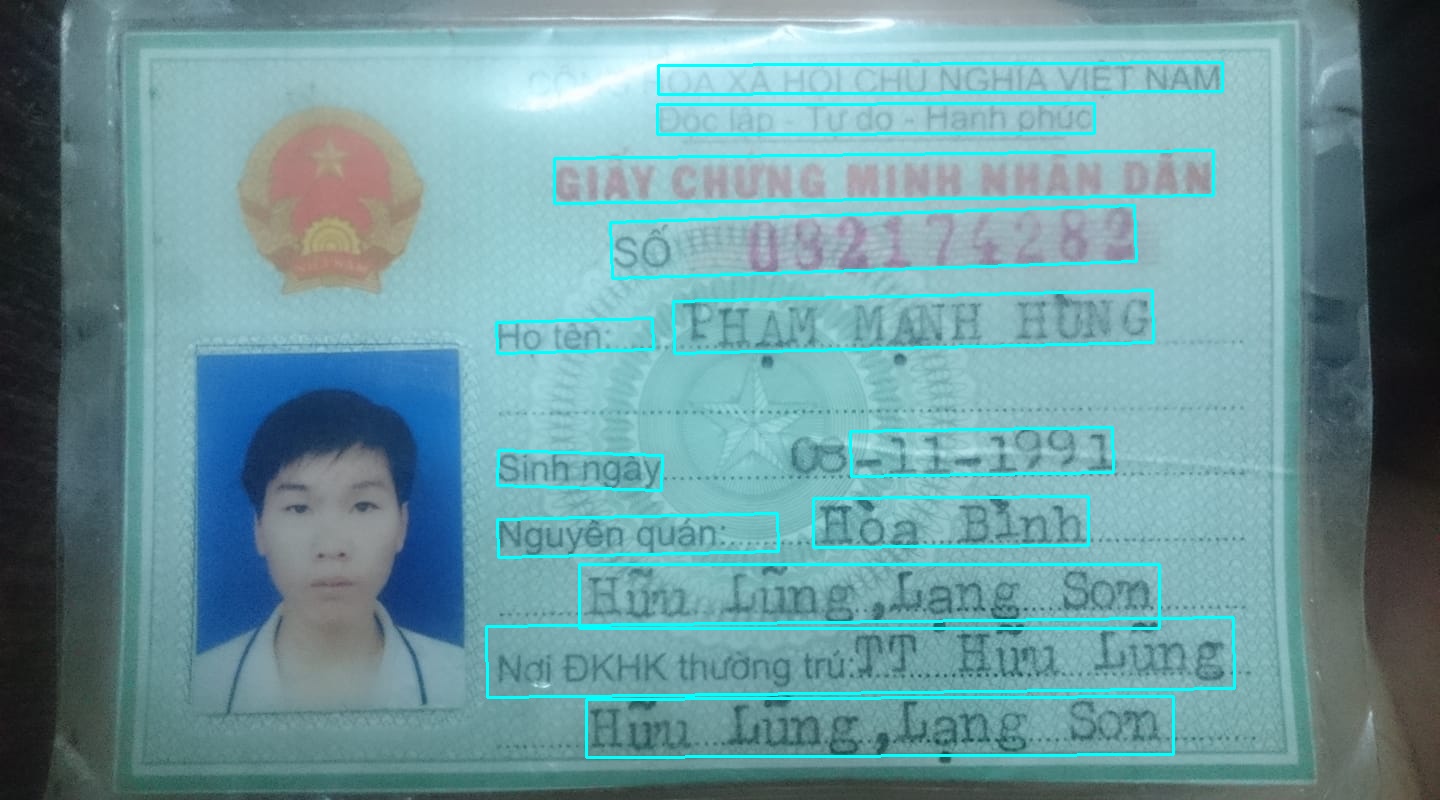 CỘNG HÒA XÃ HỘI CHỦ NGHĨA VIỆT NAM
Độc lập - Tự do - Hạnh phúc
GIẤY CHỨNG MINH NHÂN DÂN
SỐ 082174282
Họ tên: PHẠM MẠNH HÙNG
Sinh ngày 08-11-1991
Nguyên quán: Hòa Bình
Hữu Lũng, Lạng Sơn
Nơi ĐKHK thường trú: TT Hữu Lũng
Hữu Lũng, Lạng Sơn